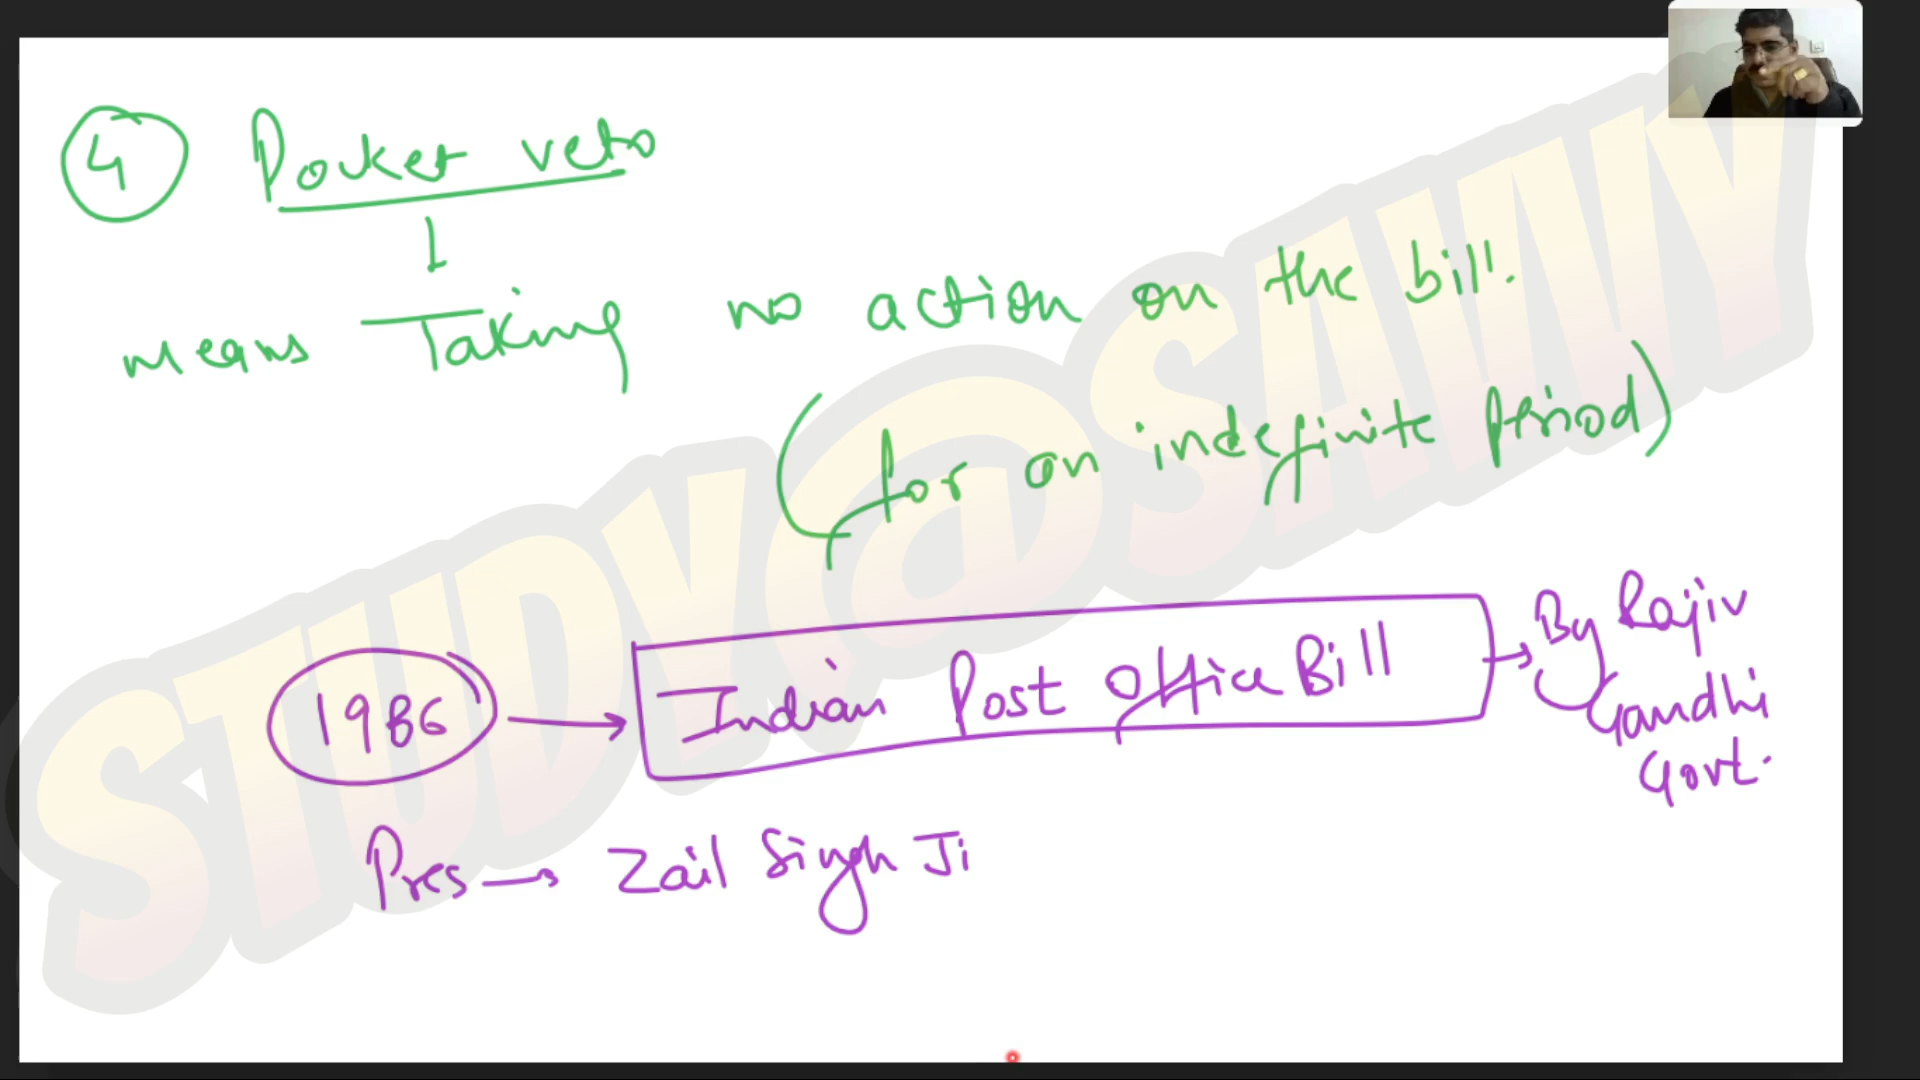 4 Pocket veto
means Taking no action on the bill.
(for an indefinite period)
1986 → Indian Post Office Bill → By Rajiv
Gandhi
Govt.
Pres → Zail Singh Ji
STUDY@SAVVY